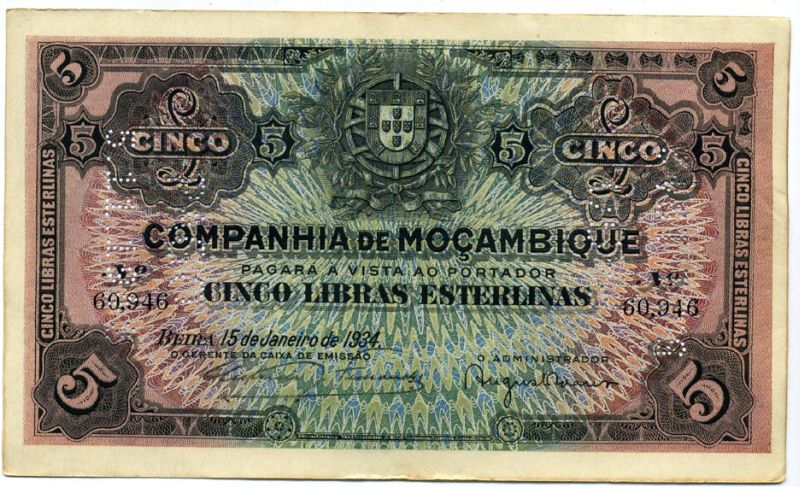 5 5
CINCO CINCO
5 5 5 5
COMPANHIA DE MOÇAMBIQUE
PAGARÁ À VISTA AO PORTADOR
CINCO LIBRAS ESTERLINAS
Nº Nº
60,946 60,946
BEIRA 15 de Janeiro de 1934
O GERENTE DA CAIXA DE EMISSÃO
O ADMINISTRADOR
5 5
CINCO LIBRAS ESTERLINAS
CINCO LIBRAS ESTERLINAS